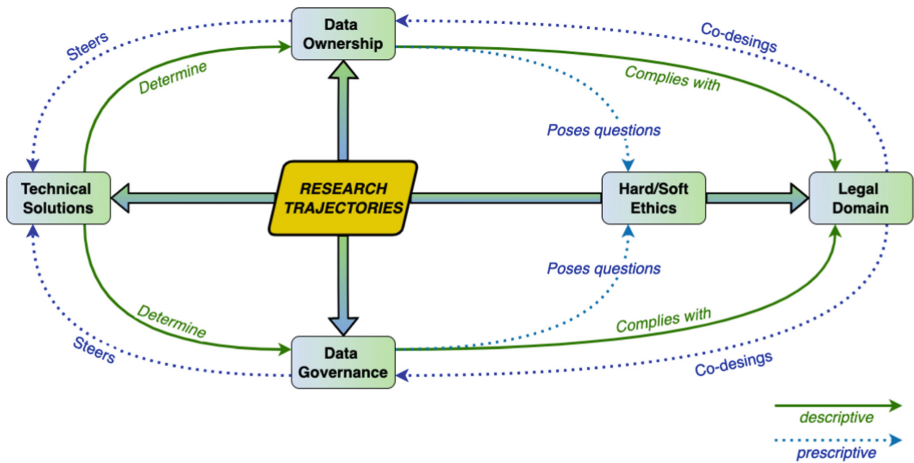 Data
Ownership
Steers
Co-desings
Determine
Complies with
Poses questions
Technical
Solutions
RESEARCH
TRAJECTORIES
Hard/Soft
Ethics
Legal
Domain
Poses questions
Determine
Complies with
Steers
Data
Governance
Co-desings
descriptive
prescriptive